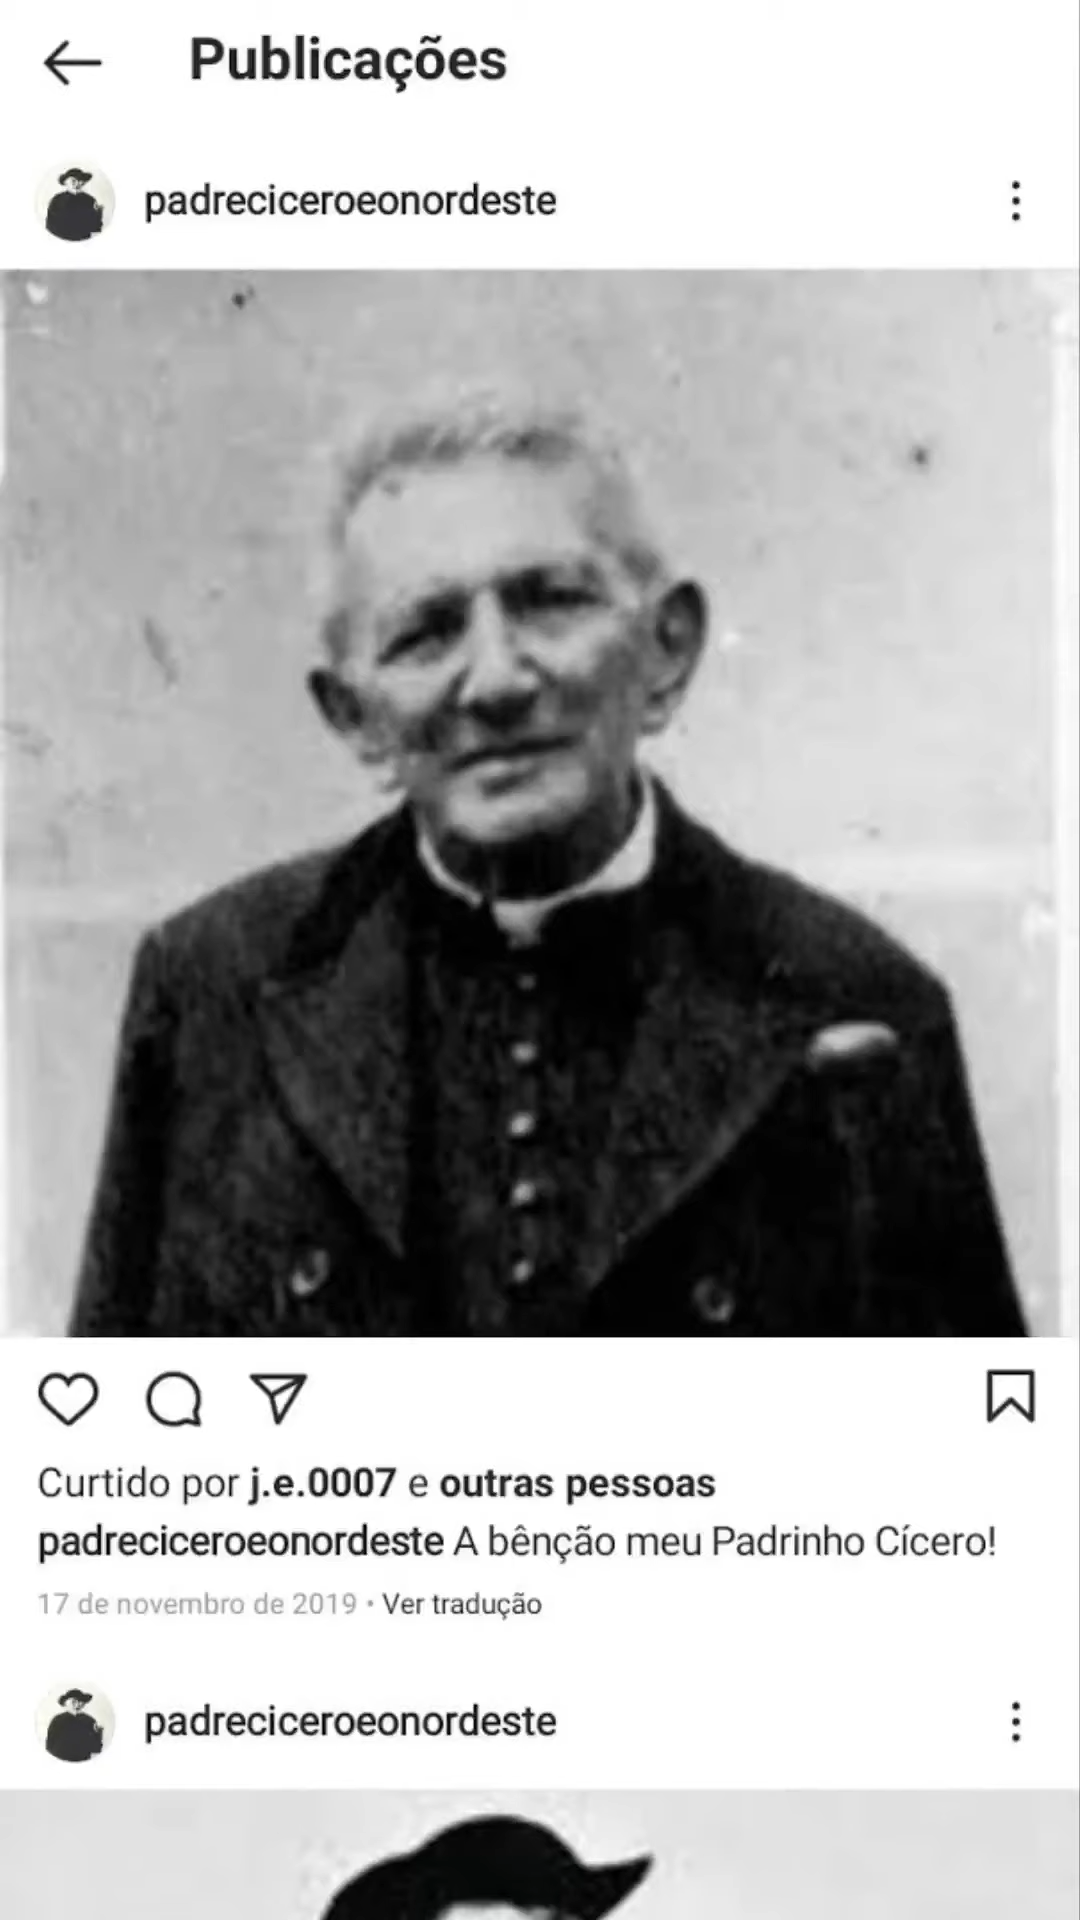 Publicações
padreciceroeonordeste
Curtido por j.e.0007 e outras pessoas
padreciceroeonordeste A bênção meu Padrinho Cícero!
17 de novembro de 2019 • Ver tradução
padreciceroeonordeste